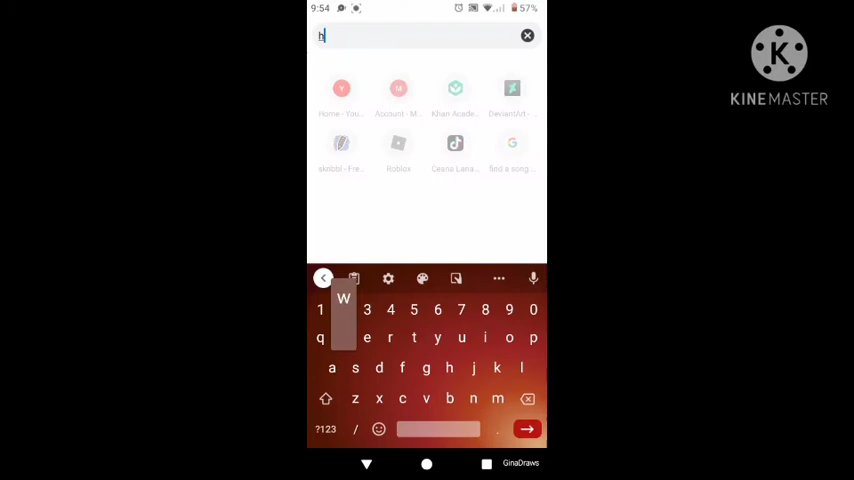 9:54 57%
h
Home - You... Account - M... Khan Acade... DeviantArt - ...
skribbl - Fre... Roblox Ceana Lana... find a song...
W
1 3 4 5 6 7 8 9 0
q e r t y u i o p
a s d f g h j k l
z x c v b n m
?123 / .
GinaDraws
KINEMASTER